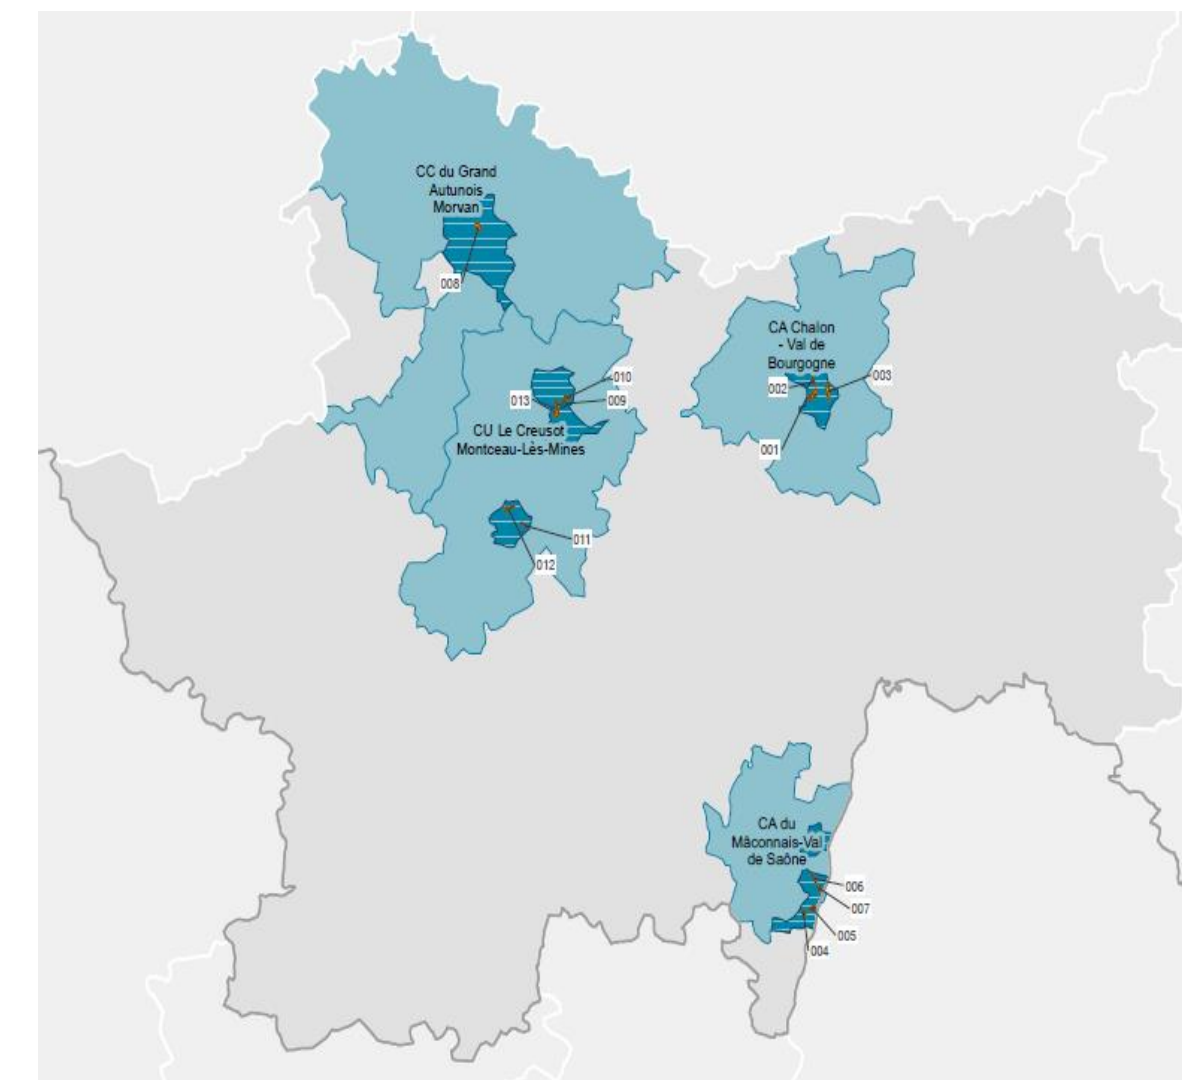 CC du Grand
Autunois
Morvan
008
CA Chalon
- Val de
Bourgogne
010
003
002
013
009
CU Le Creusot
Montceau-Lès-Mines
001
011
012
CA du
Mâconnais-Val
de Saône
006
007
005
004